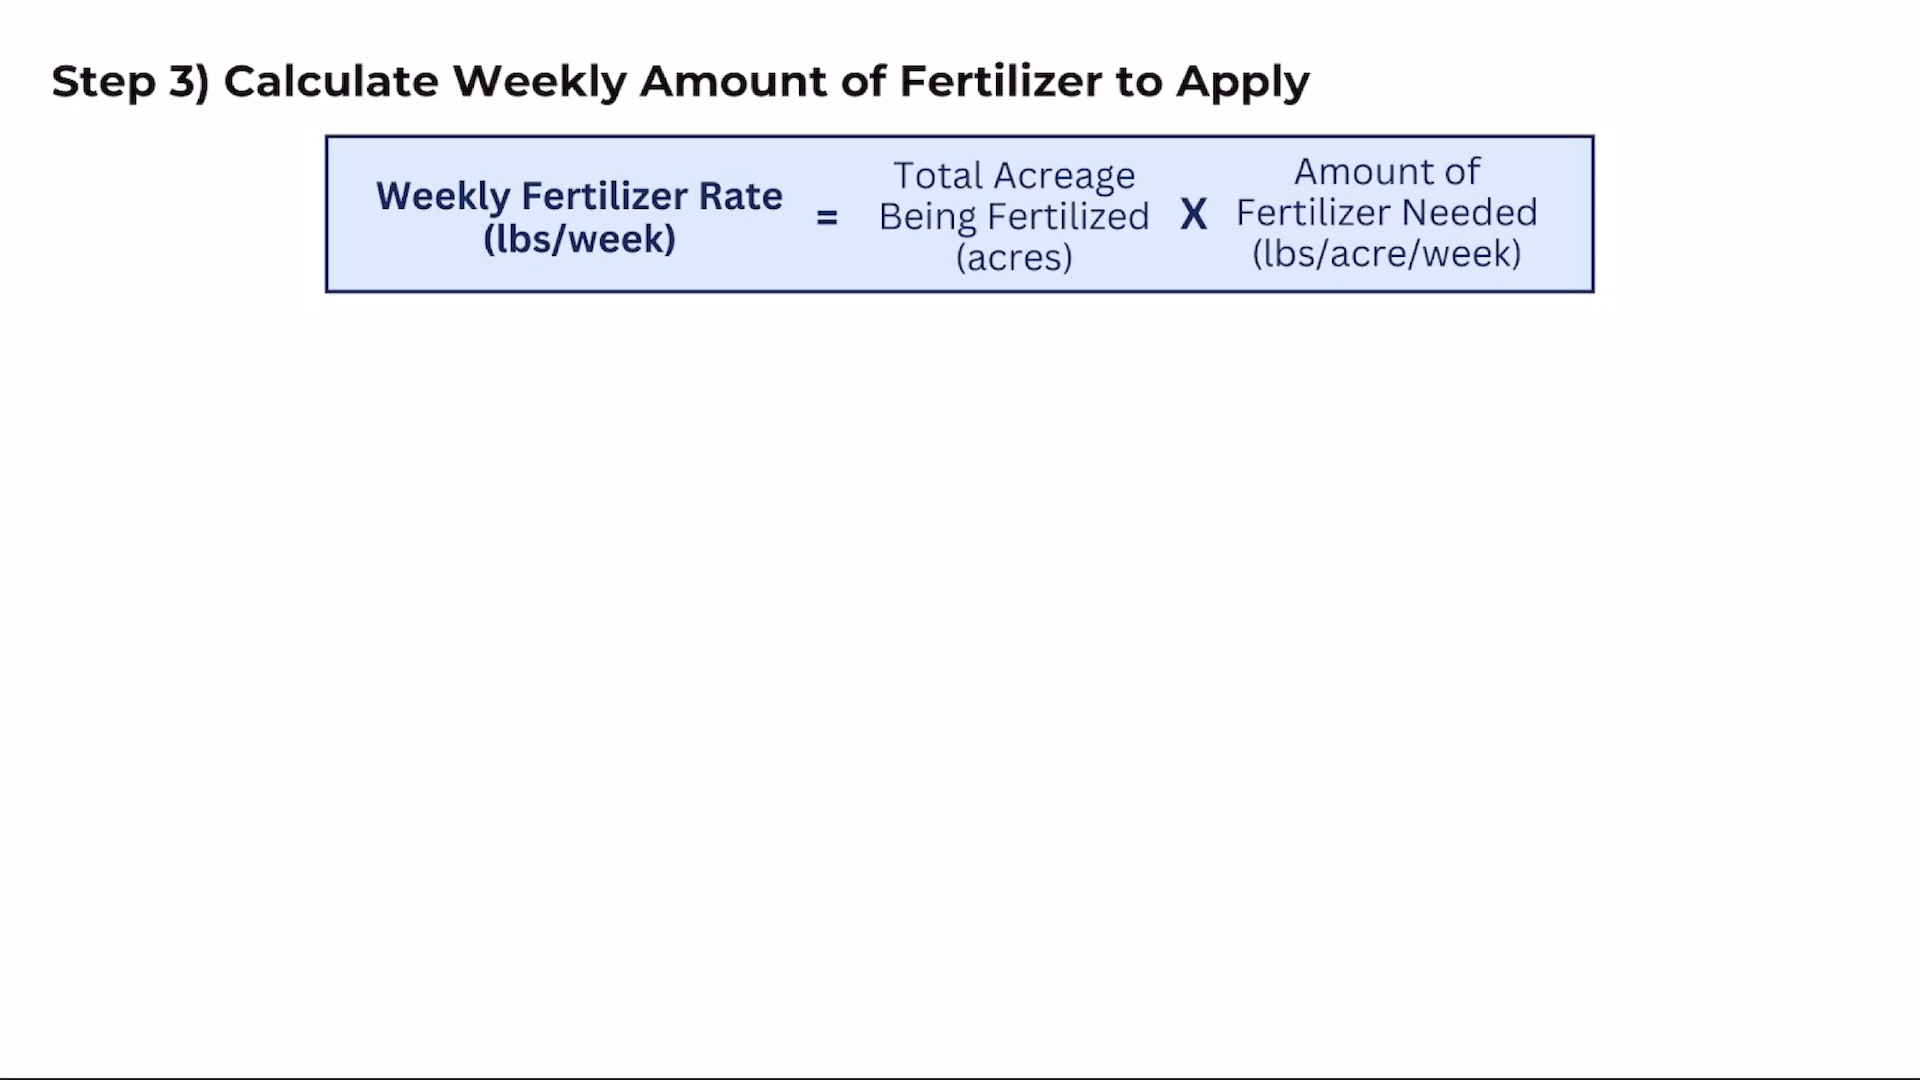 Step 3) Calculate Weekly Amount of Fertilizer to Apply
Weekly Fertilizer Rate
(lbs/week)
=
Total Acreage
Being Fertilized
(acres)
X
Amount of
Fertilizer Needed
(lbs/acre/week)